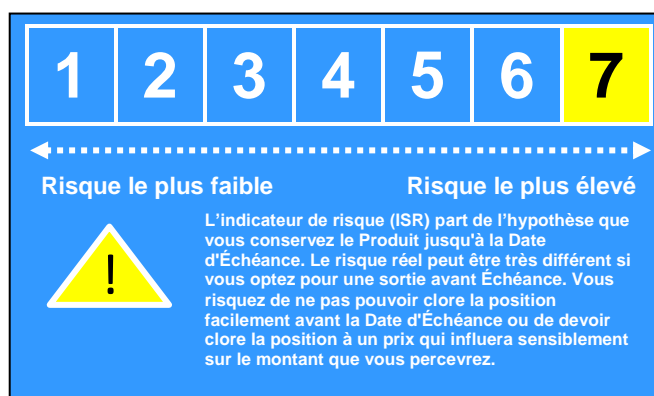 1 2 3 4 5 6 7
Risque le plus faible Risque le plus élevé
L'indicateur de risque (ISR) part de l'hypothèse que
vous conservez le Produit jusqu'à la Date
d'Échéance. Le risque réel peut être très différent si
vous optez pour une sortie avant Échéance. Vous
risquez de ne pas pouvoir clore la position
facilement avant la Date d'Échéance ou de devoir
clore la position à un prix qui influera sensiblement
sur le montant que vous percevrez.
!